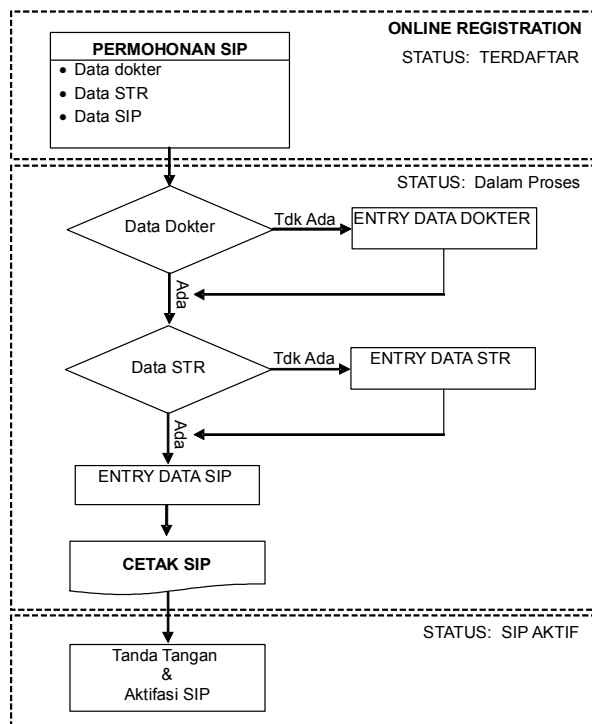 ONLINE REGISTRATION
STATUS: TERDAFTAR
PERMOHONAN SIP
• Data dokter
• Data STR
• Data SIP
STATUS: Dalam Proses
Data Dokter
Tdk Ada
ENTRY DATA DOKTER
Ada
Data STR
Tdk Ada
ENTRY DATA STR
Ada
ENTRY DATA SIP
CETAK SIP
STATUS: SIP AKTIF
Tanda Tangan
&
Aktifasi SIP